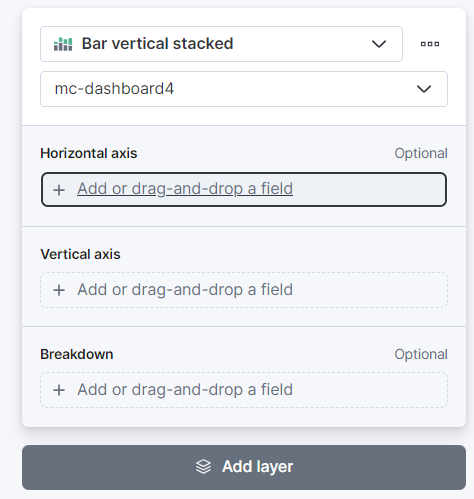 Bar vertical stacked
mc-dashboard4
Horizontal axis Optional
Add or drag-and-drop a field
Vertical axis
Add or drag-and-drop a field
Breakdown Optional
Add or drag-and-drop a field
Add layer